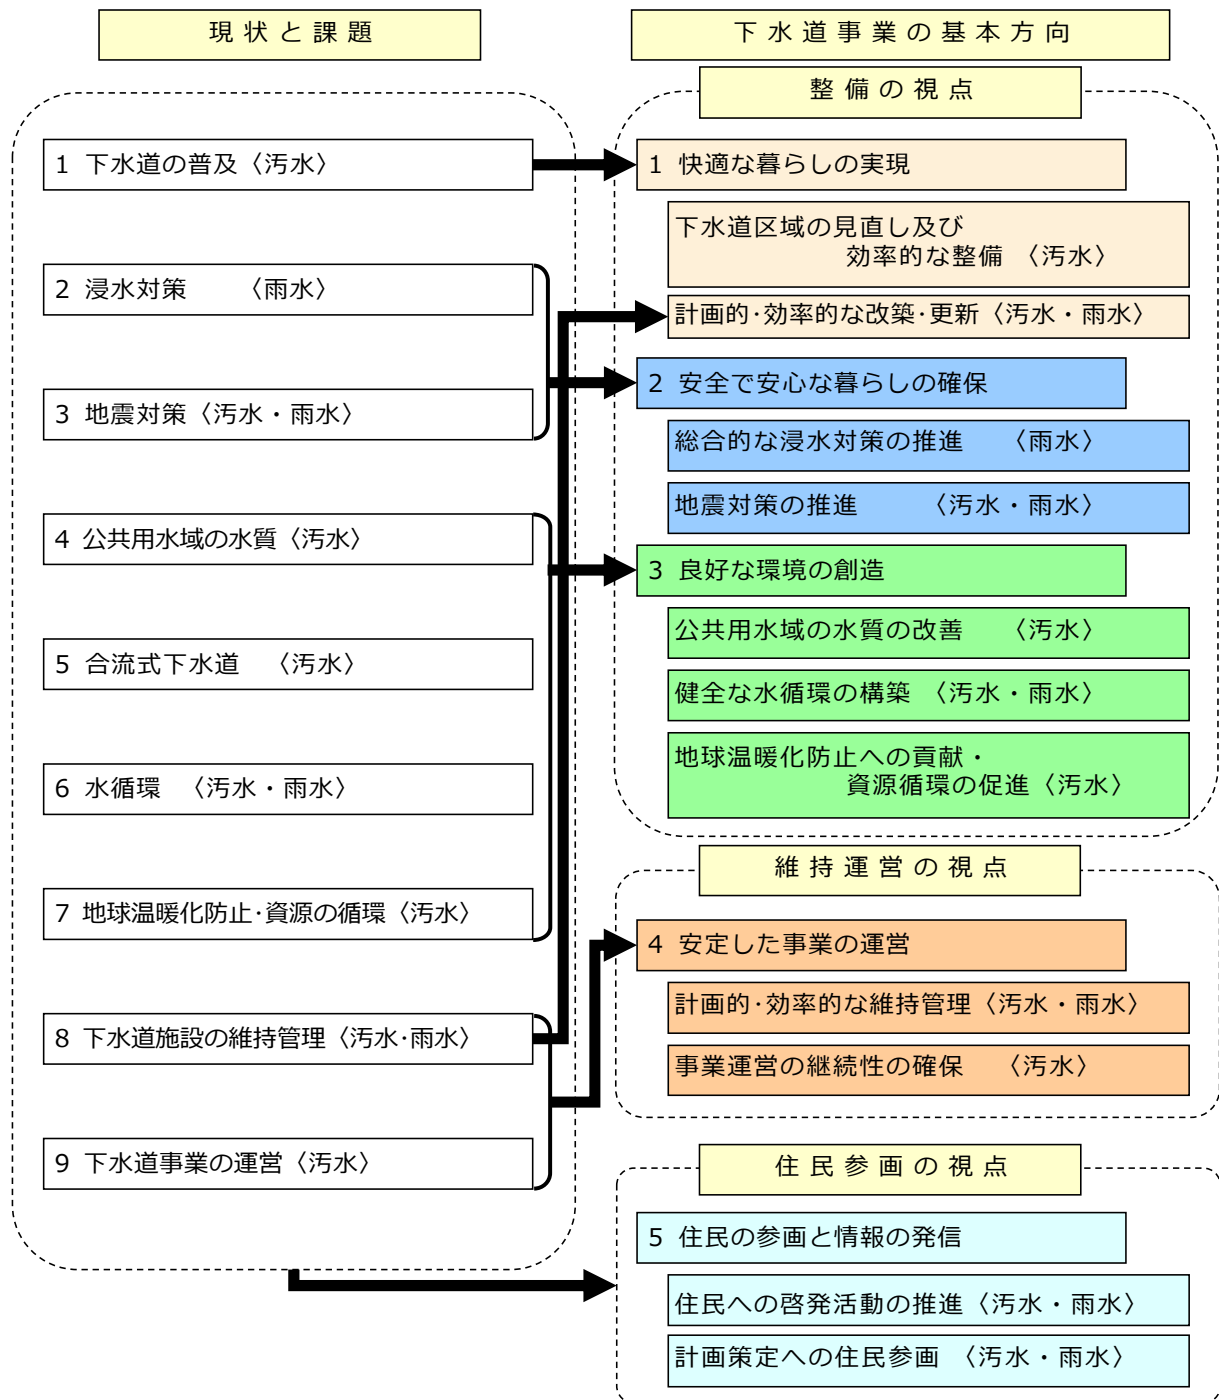 現状と課題
1 下水道の普及〈汚水〉
2 浸水対策 〈雨水〉
3 地震対策〈汚水・雨水〉
4 公共用水域の水質〈汚水〉
5 合流式下水道 〈汚水〉
6 水循環 〈汚水・雨水〉
7 地球温暖化防止･資源の循環〈汚水〉
8 下水道施設の維持管理〈汚水･雨水〉
9 下水道事業の運営〈汚水〉
下水道事業の基本方向
整備の視点
1 快適な暮らしの実現
下水道区域の見直し及び
効率的な整備 〈汚水〉
計画的･効率的な改築･更新〈汚水・雨水〉
2 安全で安心な暮らしの確保
総合的な浸水対策の推進 〈雨水〉
地震対策の推進 〈汚水・雨水〉
3 良好な環境の創造
公共用水域の水質の改善 〈汚水〉
健全な水循環の構築 〈汚水・雨水〉
地球温暖化防止への貢献・
資源循環の促進〈汚水〉
維持運営の視点
4 安定した事業の運営
計画的･効率的な維持管理〈汚水・雨水〉
事業運営の継続性の確保 〈汚水〉
住民参画の視点
5 住民の参画と情報の発信
住民への啓発活動の推進〈汚水・雨水〉
計画策定への住民参画 〈汚水・雨水〉